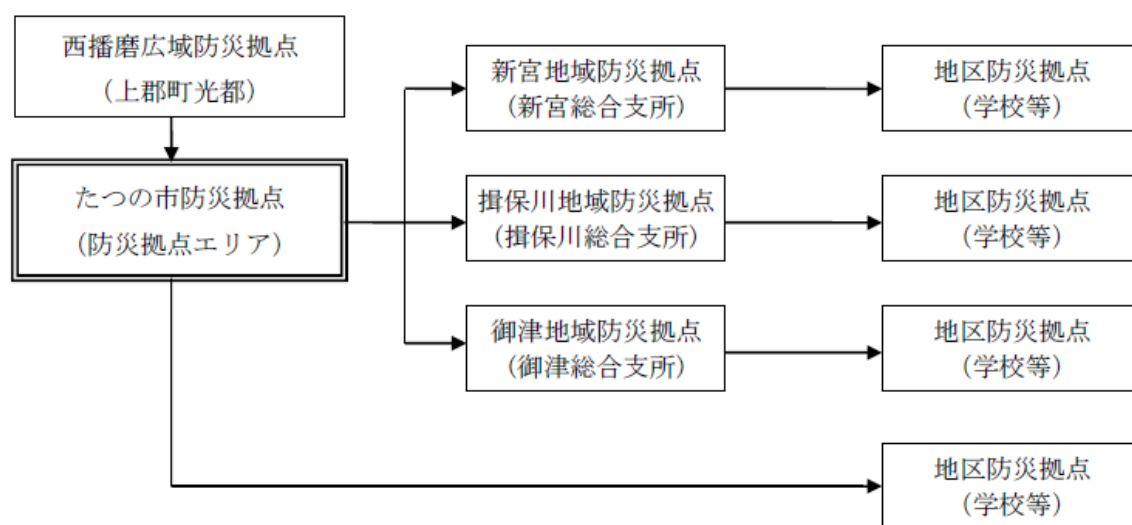 西播磨広域防災拠点
（上郡町光都）
たつの市防災拠点
（防災拠点エリア）
新宮地域防災拠点
（新宮総合支所）
地区防災拠点
（学校等）
揖保川地域防災拠点
（揖保川総合支所）
地区防災拠点
（学校等）
御津地域防災拠点
（御津総合支所）
地区防災拠点
（学校等）
地区防災拠点
（学校等）